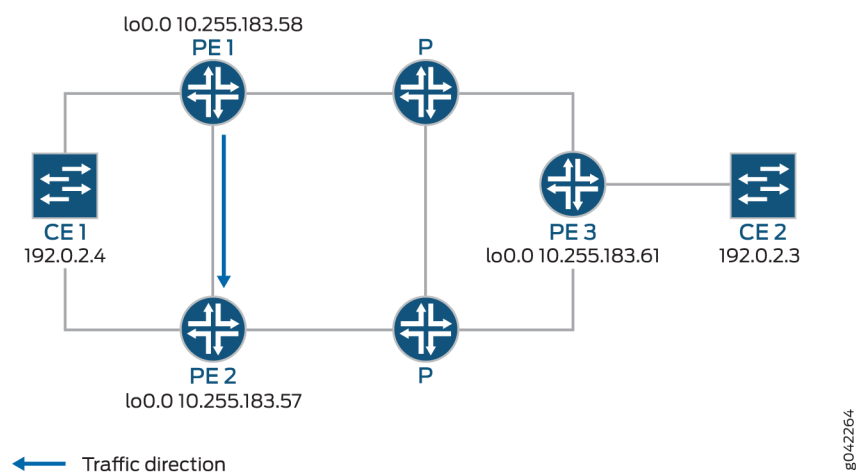 lo0.0 10.255.183.58
PE 1
P
CE 1
192.0.2.4
PE 3
lo0.0 10.255.183.61
CE 2
192.0.2.3
PE 2
lo0.0 10.255.183.57
P
Traffic direction
g042264